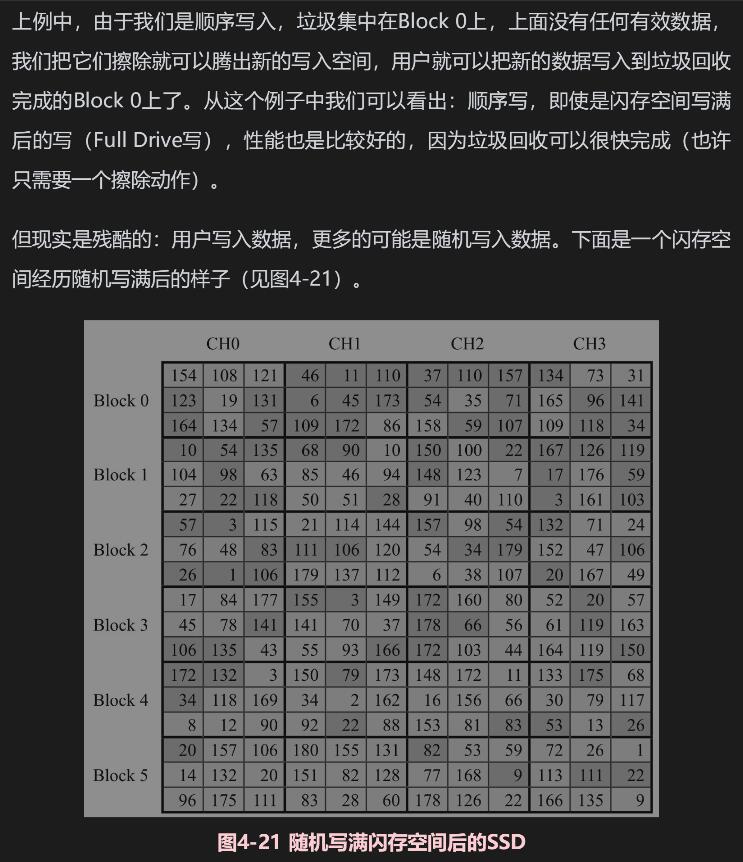 上例中，由于我们是顺序写入，垃圾集中在Block 0上，上面没有任何有效数据，
我们把它们擦除就可以腾出新的写入空间，用户就可以把新的数据写入到垃圾回收
完成的Block 0上了。从这个例子中我们可以看出：顺序写，即使是闪存空间写满
后的写（Full Drive写），性能也是比较好的，因为垃圾回收可以很快完成（也许
只需要一个擦除动作）。
但现实是残酷的：用户写入数据，更多的可能是随机写入数据。下面是一个闪存空
间经历随机写满后的样子（见图4-21）。
CH0 CH1 CH2 CH3
154 108 121 46 11 110 37 110 157 134 73 31
Block 0 123 19 131 6 45 173 54 35 71 165 96 141
164 134 57 109 172 86 158 59 107 109 118 34
10 54 135 68 90 10 150 100 22 167 126 119
Block 1 104 98 63 85 46 94 148 123 7 17 176 59
27 22 118 50 51 28 91 40 110 3 161 103
57 3 115 21 114 144 157 98 54 132 71 24
Block 2 76 48 83 111 106 120 54 34 179 152 47 106
26 1 106 179 137 112 6 38 107 20 167 49
17 84 177 155 3 149 172 160 80 52 20 57
Block 3 45 78 141 141 70 37 178 66 56 61 119 163
106 135 43 55 93 166 172 103 44 164 119 150
172 132 3 150 79 173 148 172 11 133 175 68
Block 4 34 118 169 34 2 162 16 156 66 30 79 117
8 12 90 92 22 88 153 81 83 53 13 26
20 157 106 180 155 131 82 53 59 72 26 1
Block 5 14 132 20 151 82 128 77 168 9 113 111 22
96 175 111 83 28 60 178 126 22 166 135 9
图4-21 随机写满闪存空间后的SSD